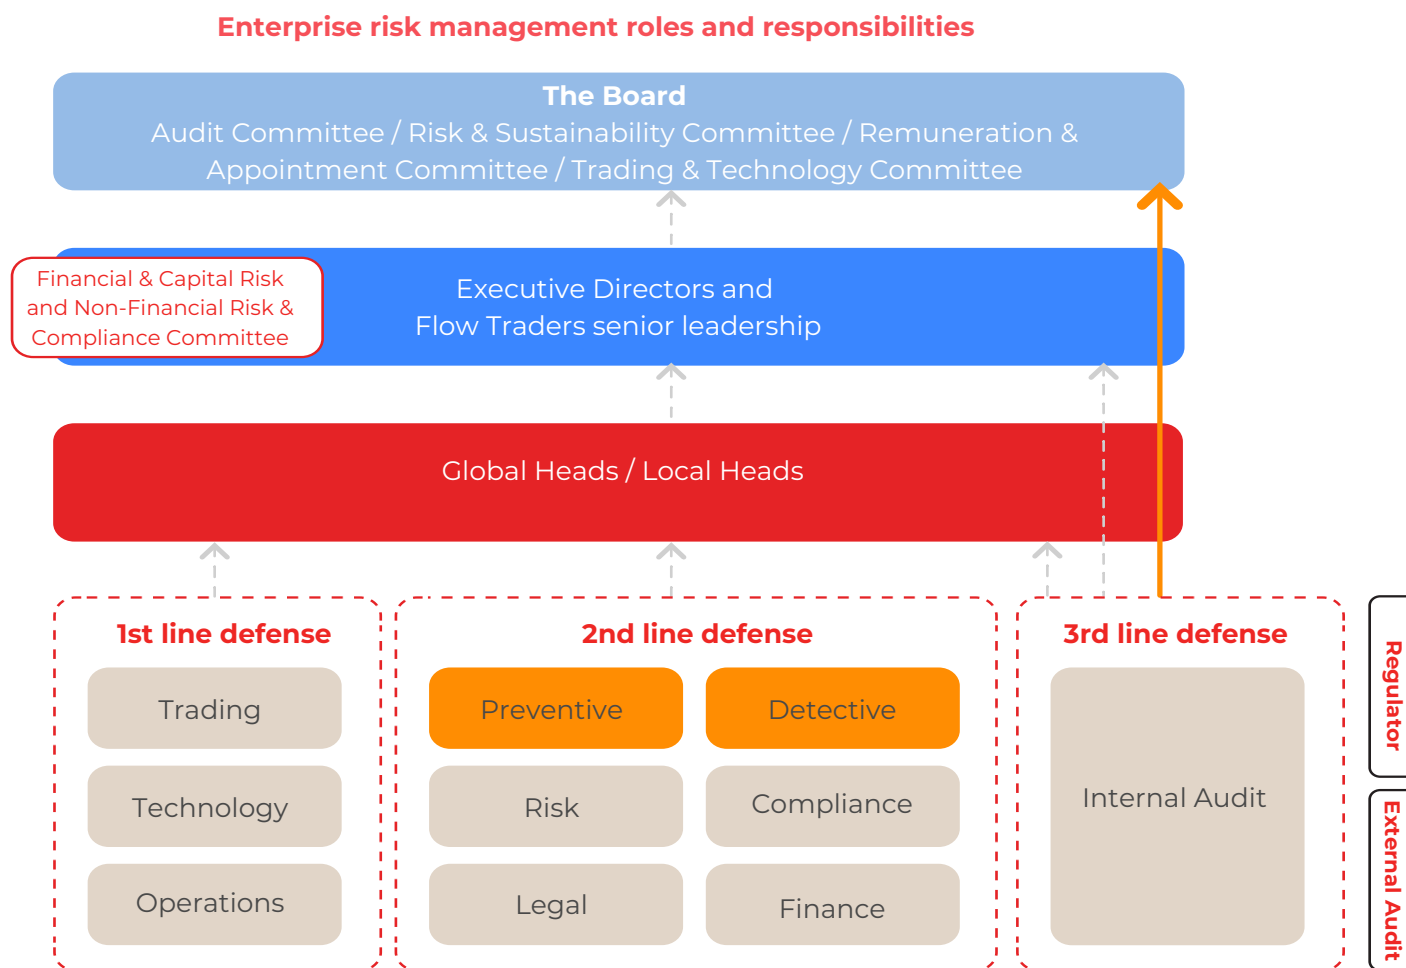 Enterprise risk management roles and responsibilities
The Board
Audit Committee / Risk & Sustainability Committee / Remuneration &
Appointment Committee / Trading & Technology Committee
Financial & Capital Risk
and Non-Financial Risk &
Compliance Committee
Executive Directors and
Flow Traders senior leadership
Global Heads / Local Heads
1st line defense
Trading
Technology
Operations
2nd line defense
Preventive
Detective
Risk
Compliance
Legal
Finance
3rd line defense
Internal Audit
Regulator
External Audit